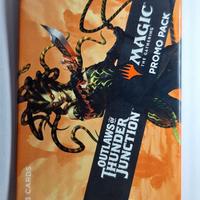 MAGIC
THE GATHERING
PROMO PACK
OUTLAWS OF
THUNDER
JUNCTION
CARDS